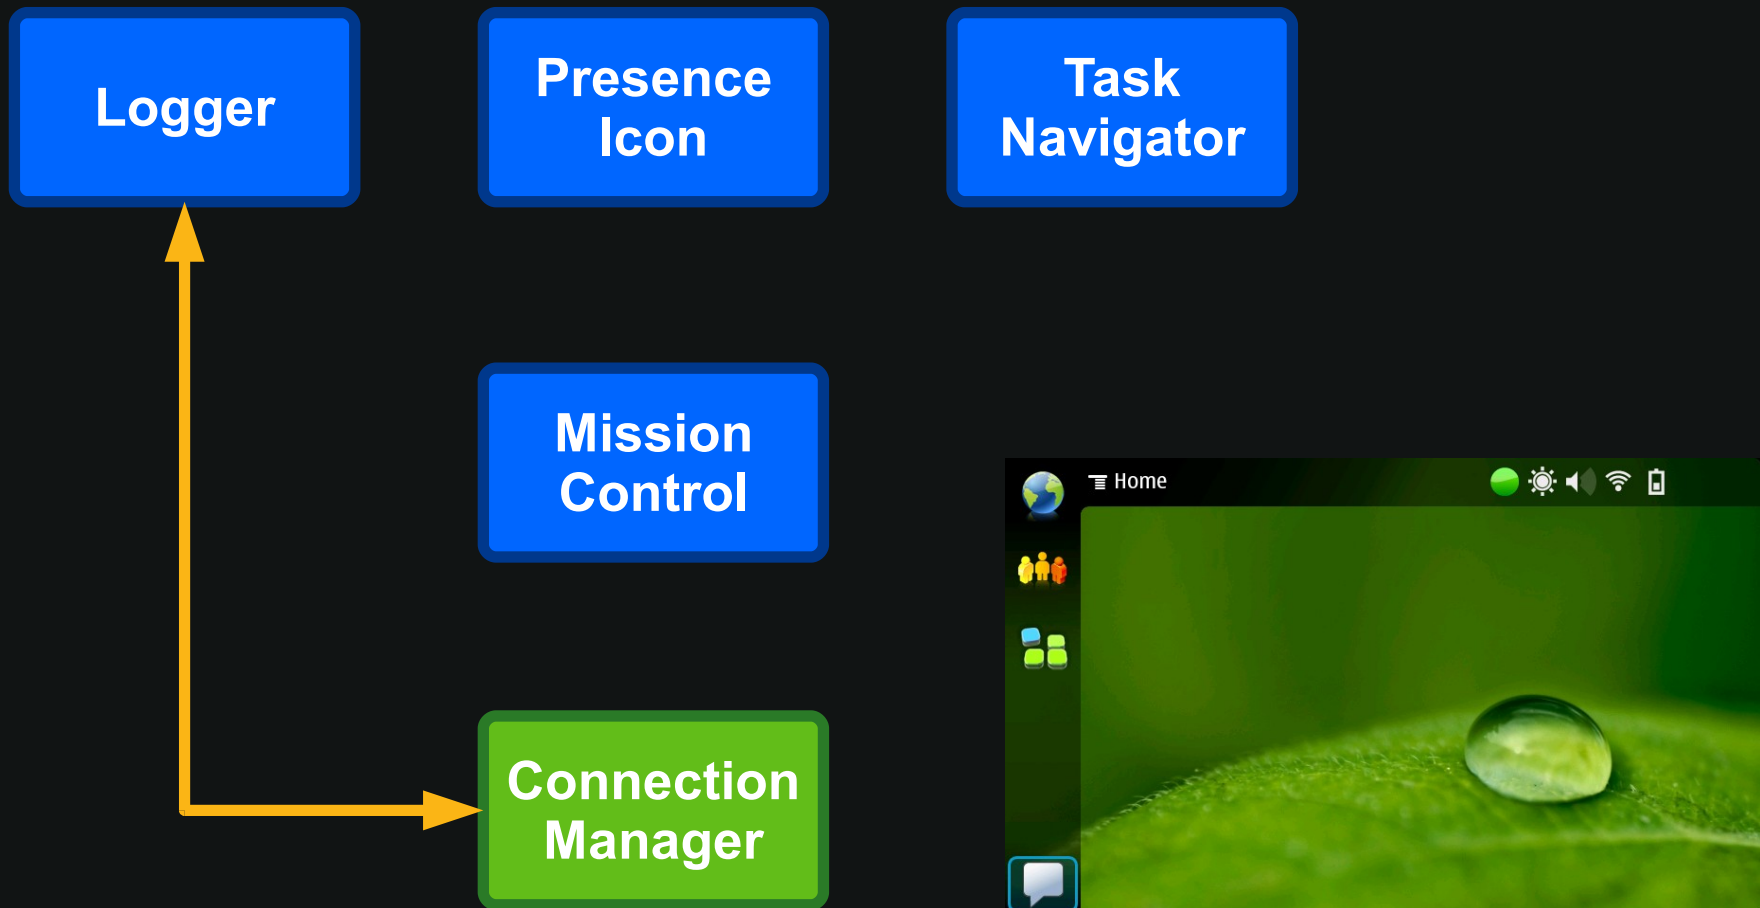 Logger
Presence
Icon
Task
Navigator
Mission
Control
Home
Connection
Manager